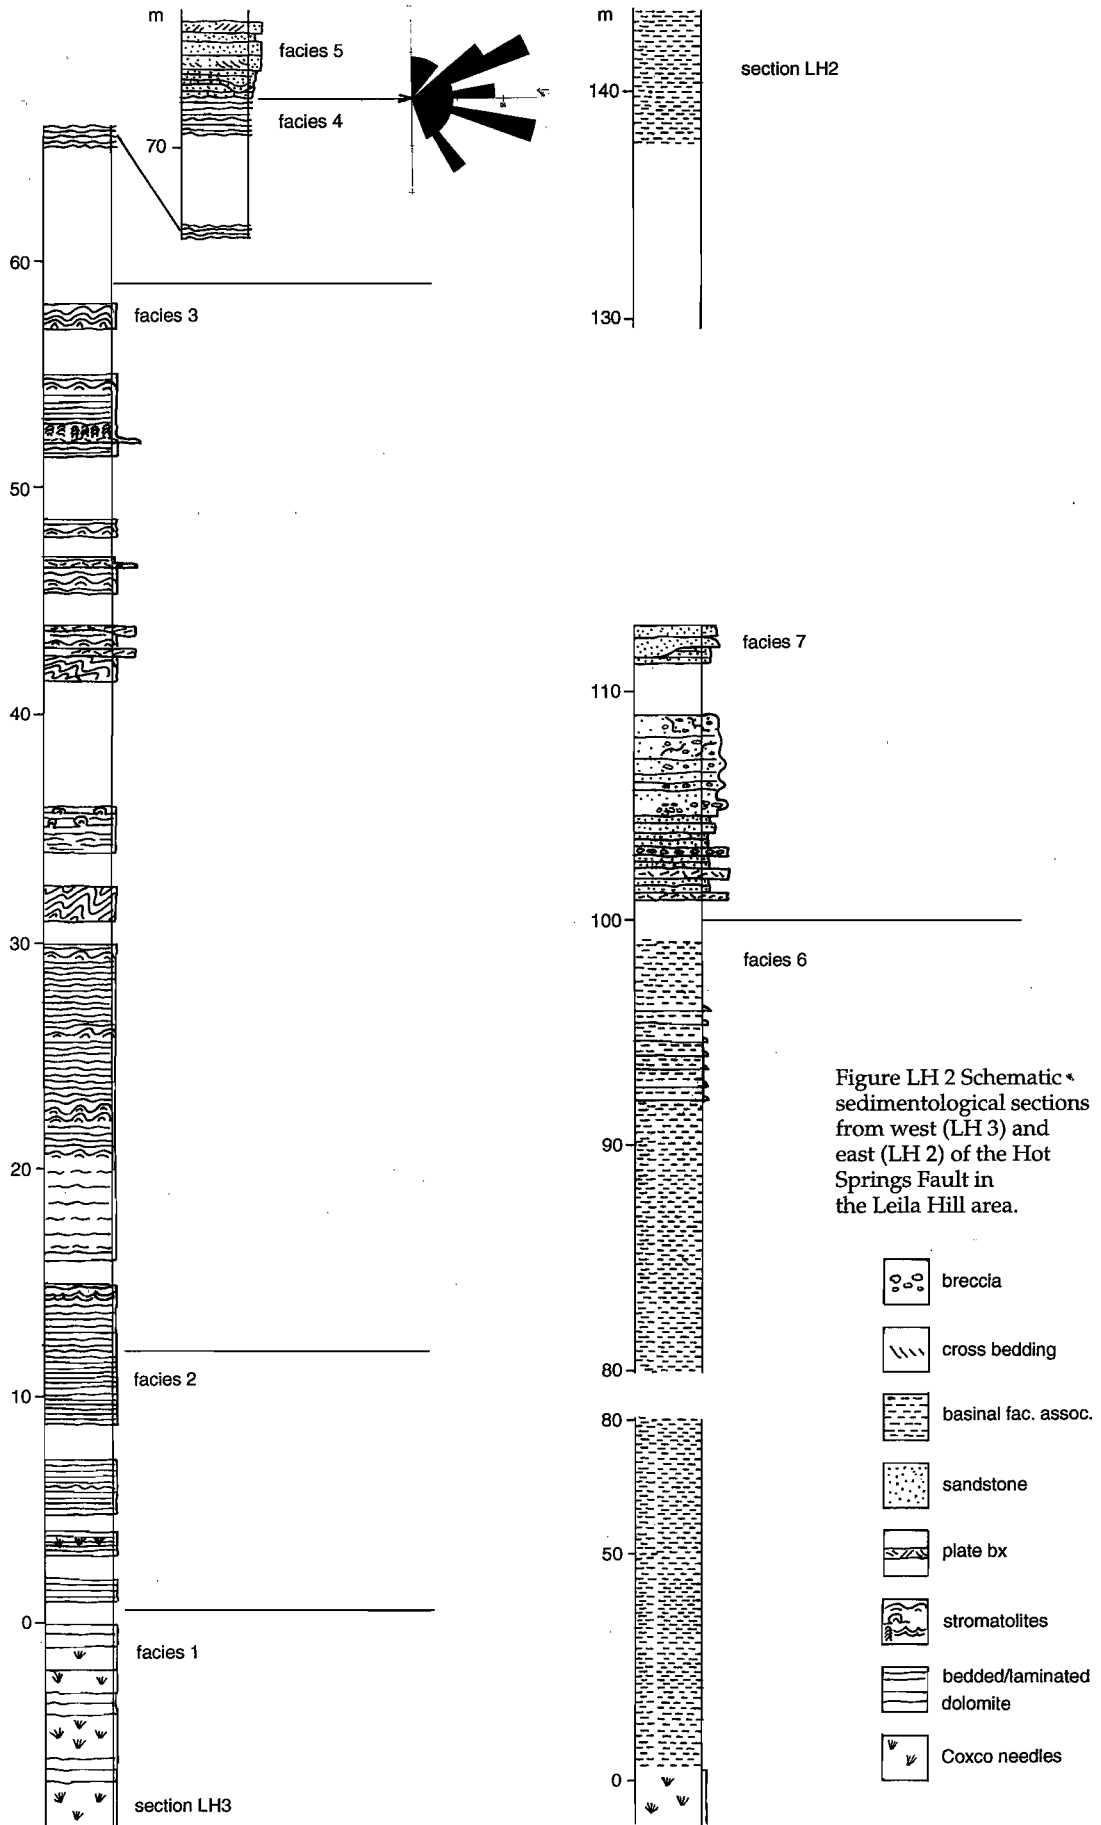 m
facies 5
facies 4
70
60
facies 3
50
40
30
20
facies 2
10
0
facies 1
section LH3
m
section LH2
140
130
facies 7
110
100
facies 6
90
80
80
50
0
Figure LH 2 Schematic
sedimentological sections
from west (LH 3) and
east (LH 2) of the Hot
Springs Fault in
the Leila Hill area.
breccia
cross bedding
basinal fac. assoc.
sandstone
plate bx
stromatolites
bedded/laminated
dolomite
Coxco needles